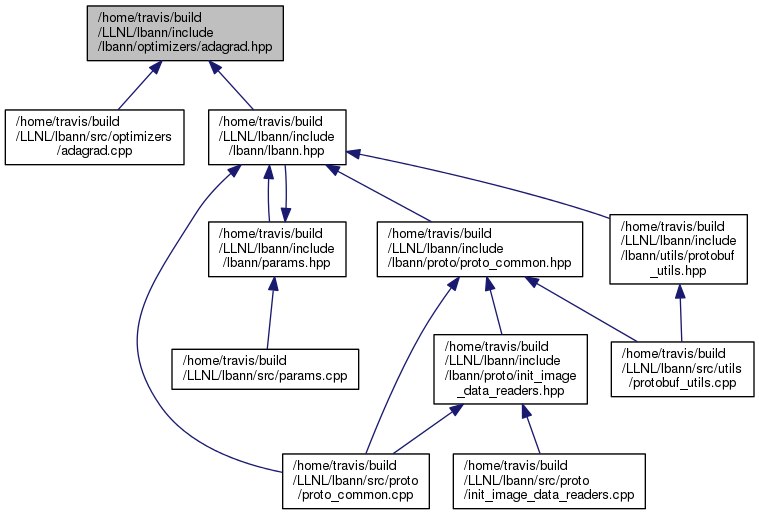 /home/travis/build
/LLNL/lbann/include
/lbann/optimizers/adagrad.hpp
/home/travis/build
/LLNL/lbann/src/optimizers
/adagrad.cpp
/home/travis/build
/LLNL/lbann/include
/lbann/lbann.hpp
/home/travis/build
/LLNL/lbann/include
/lbann/params.hpp
/home/travis/build
/LLNL/lbann/include
/lbann/proto/proto_common.hpp
/home/travis/build
/LLNL/lbann/include
/lbann/utils/protobuf
_utils.hpp
/home/travis/build
/LLNL/lbann/src/params.cpp
/home/travis/build
/LLNL/lbann/include
/lbann/proto/init_image
_data_readers.hpp
/home/travis/build
/LLNL/lbann/src/utils
/protobuf_utils.cpp
/home/travis/build
/LLNL/lbann/src/proto
/proto_common.cpp
/home/travis/build
/LLNL/lbann/src/proto
/init_image_data_readers.cpp